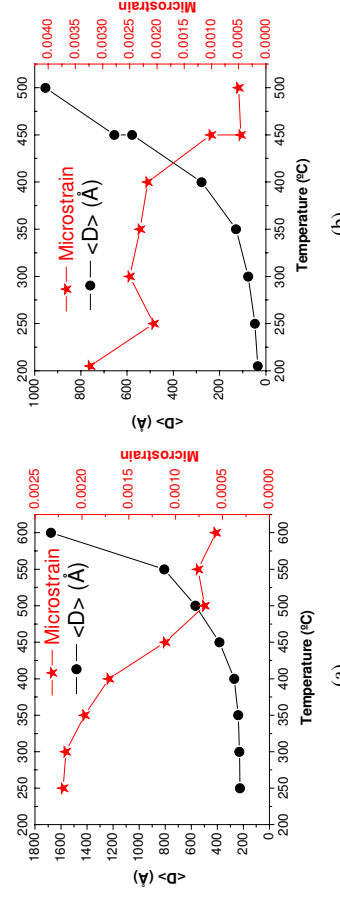 Microstrain
<D> (Å)
1800
1600
1400
1200
1000
800
600
400
200
0
<D> (Å)
0.0025
0.0020
0.0015
0.0010
0.0005
0.0000
Microstrain
200 250 300 350 400 450 500 550 600
Temperature (ºC)
(a)
Microstrain
<D> (Å)
1000
800
600
400
200
0
<D> (Å)
0.0040
0.0035
0.0030
0.0025
0.0020
0.0015
0.0010
0.0005
0.0000
Microstrain
200 250 300 350 400 450 500
Temperature (ºC)
(b)